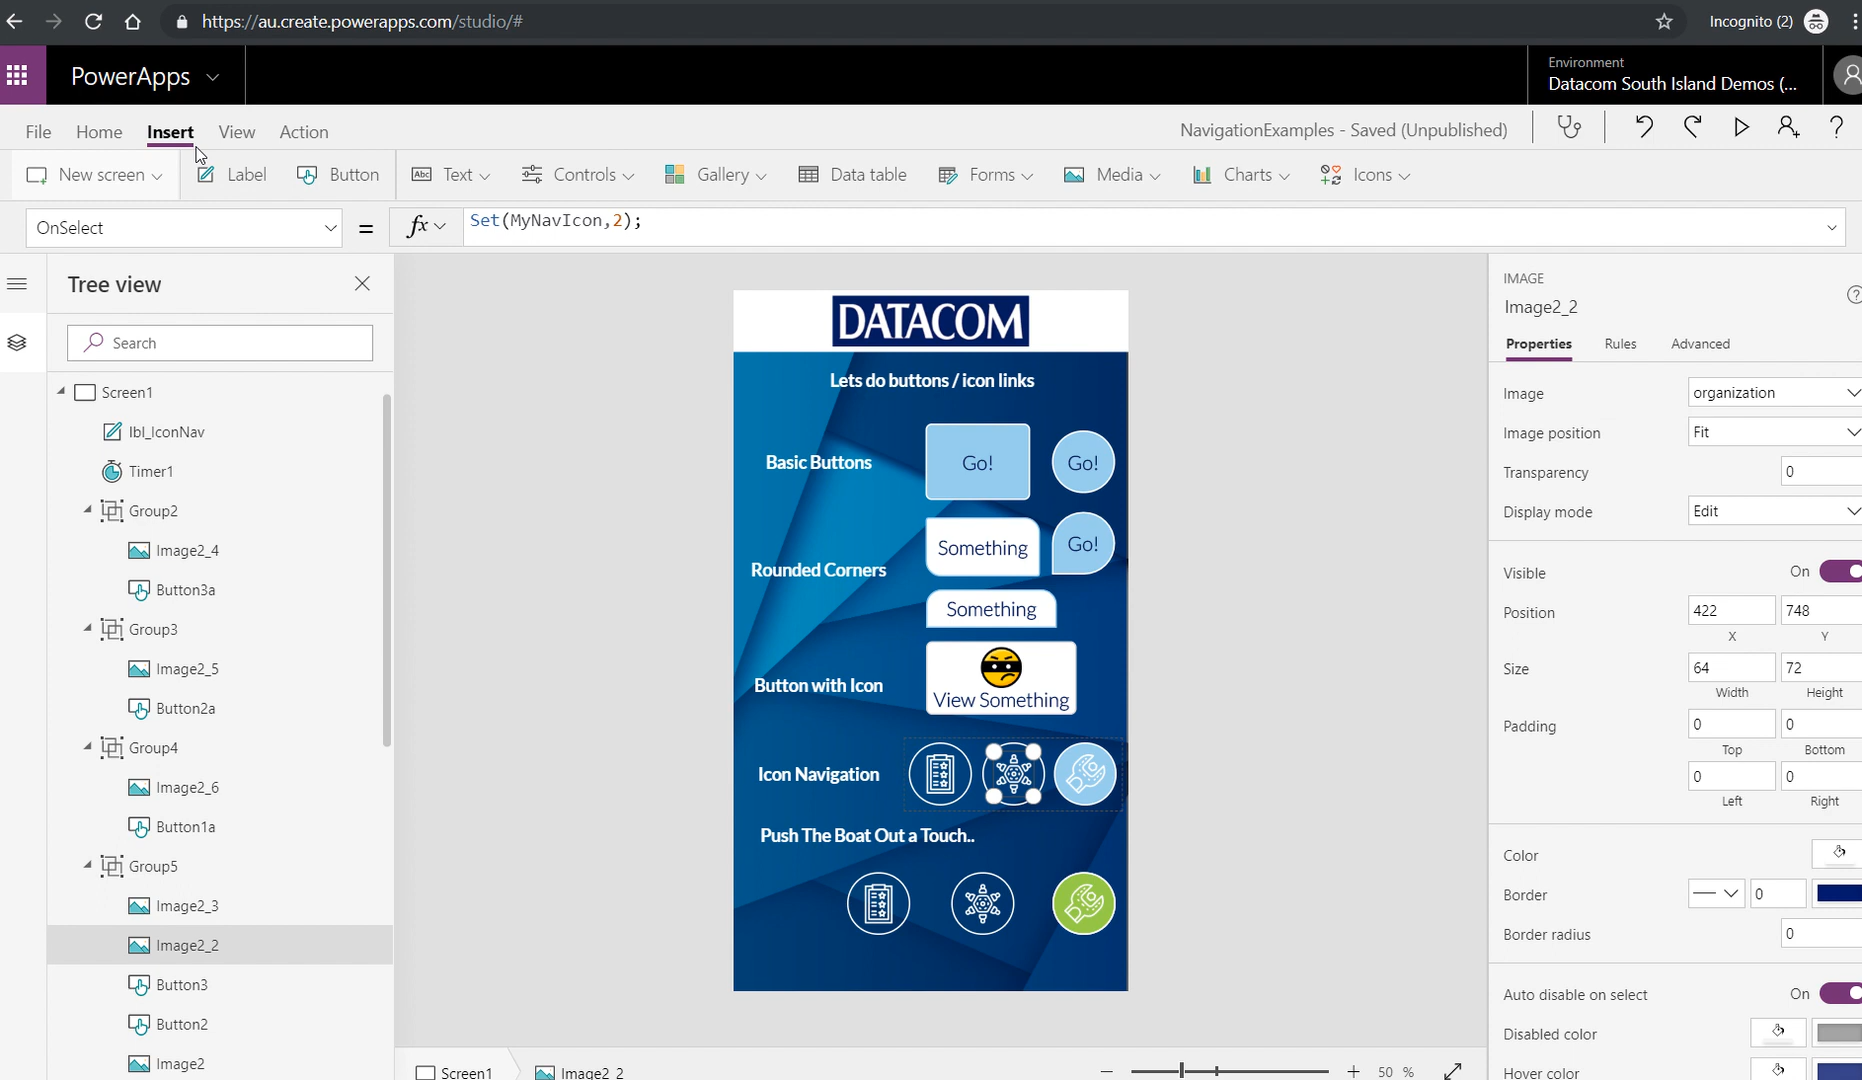 https://au.create.powerapps.com/studio/#
Incognito (2)
PowerApps
Environment
Datacom South Island Demos (...
File Home Insert View Action
NavigationExamples - Saved (Unpublished)
New screen Label Button Text Controls Gallery Data table Forms Media Charts Icons
OnSelect = fx Set(MyNavIcon,2);
Tree view
Search
Screen1
lbl_IconNav
Timer1
Group2
Image2_4
Button3a
Group3
Image2_5
Button2a
Group4
Image2_6
Button1a
Group5
Image2_3
Image2_2
Button3
Button2
Image2
DATACOM
Lets do buttons / icon links
Basic Buttons Go! Go!
Something Go!
Rounded Corners
Something
Button with Icon View Something
Icon Navigation
Push The Boat Out a Touch..
Screen1 Image2_2
50 %
IMAGE
Image2_2
Properties Rules Advanced
Image organization
Image position Fit
Transparency 0
Display mode Edit
Visible On
Position 422 748
X Y
Size 64 72
Width Height
Padding 0 0
Top Bottom
0 0
Left Right
Color
Border 0
Border radius 0
Auto disable on select On
Disabled color
Hover color